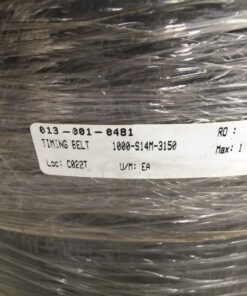 013-001-0481 RO:
TIMING BELT 1000-S14M-3150 Max: 1
Loc: C022T U/M: EA